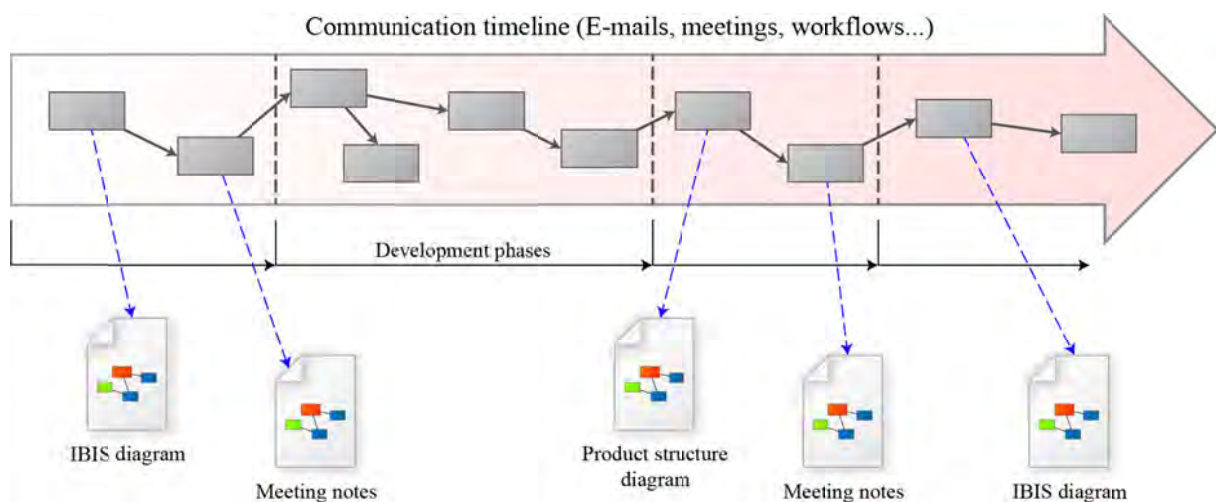 Communication timeline (E-mails, meetings, workflows...)
Development phases
IBIS diagram
Meeting notes
Product structure
diagram
Meeting notes
IBIS diagram